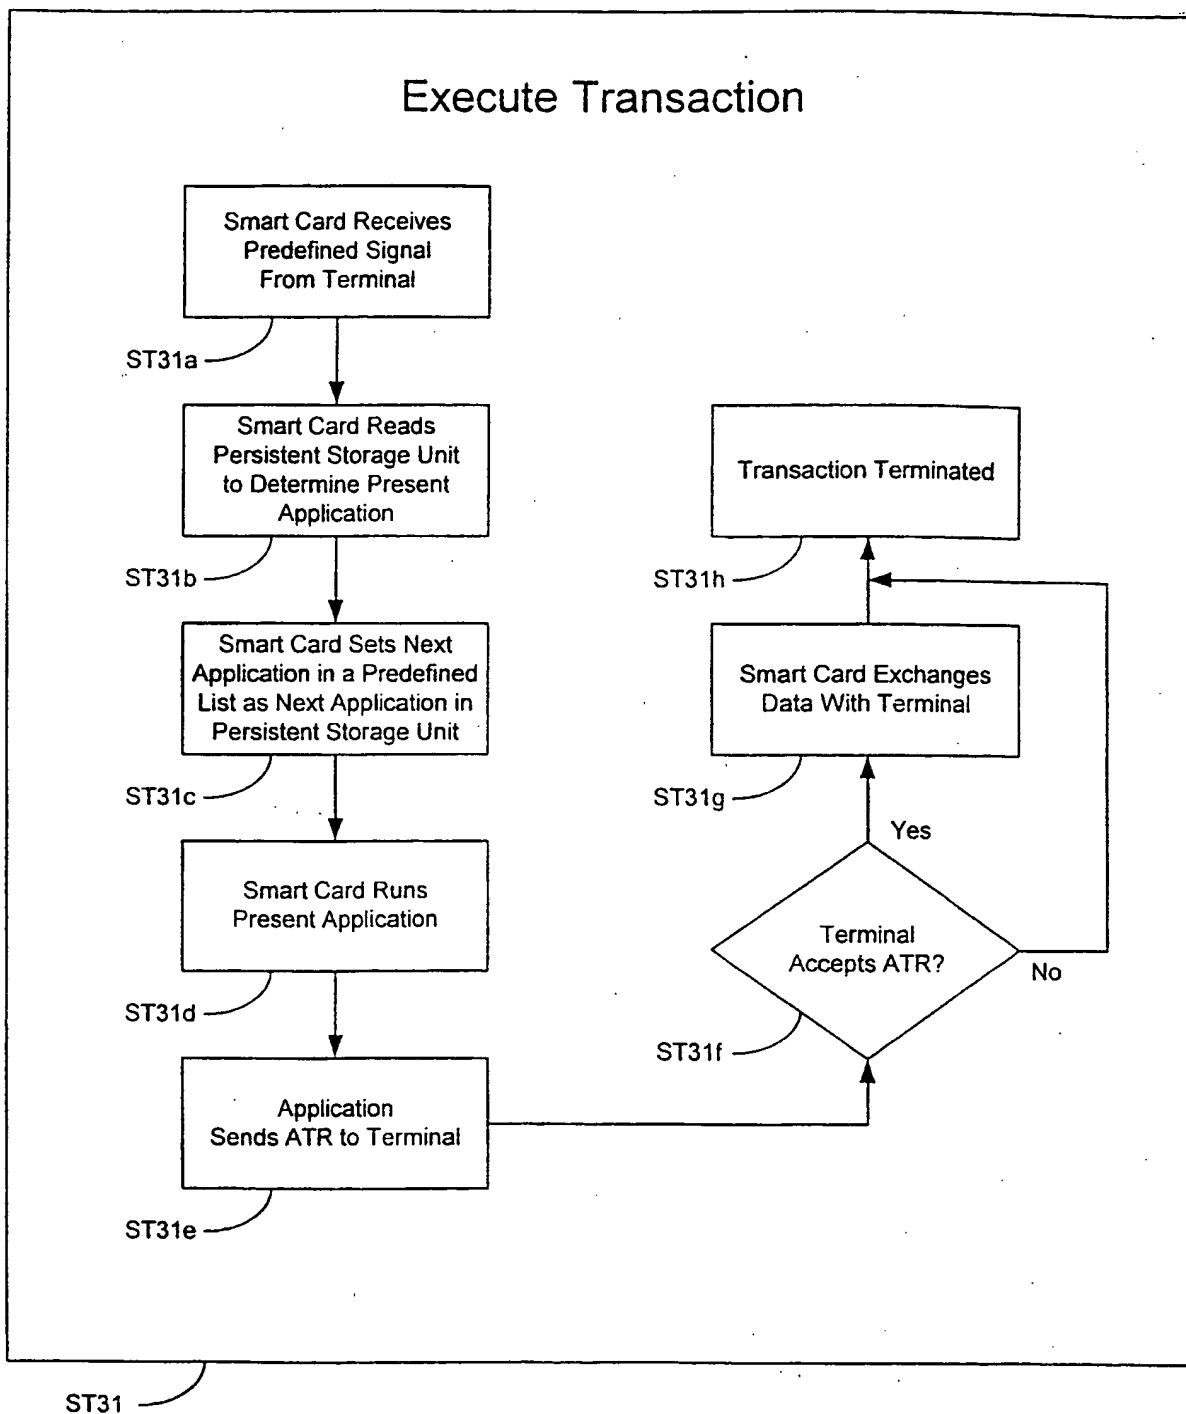 Execute Transaction
Smart Card Receives
Predefined Signal
From Terminal
ST31a
Smart Card Reads
Persistent Storage Unit
to Determine Present
Application
ST31b
Smart Card Sets Next
Application in a Predefined
List as Next Application in
Persistent Storage Unit
ST31c
Smart Card Runs
Present Application
ST31d
Application
Sends ATR to Terminal
ST31e
Transaction Terminated
ST31h
Smart Card Exchanges
Data With Terminal
ST31g
Yes
Terminal
Accepts ATR?
No
ST31f
ST31